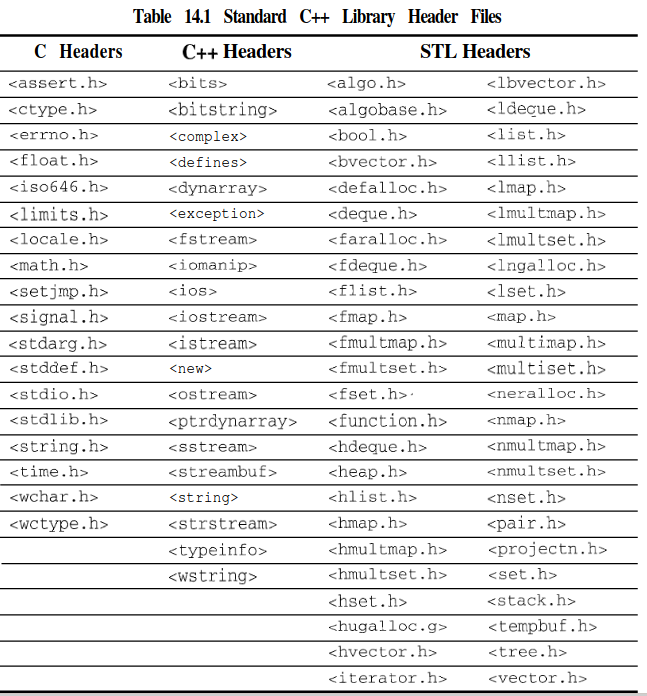 Table 14.1 Standard C++ Library Header Files
C Headers C++ Headers STL Headers
<assert.h> <bits> <algo.h> <lbvector.h>
<ctype.h> <bitstring> <algobase.h> <ldeque.h>
<errno.h> <complex> <bool.h> <list.h>
<float.h> <defines> <bvector.h> <llist.h>
<iso646.h> <dynarray> <defalloc.h> <lmap.h>
<limits.h> <exception> <deque.h> <lmultmap.h>
<locale.h> <fstream> <faralloc.h> <lmultset.h>
<math.h> <iomanip> <fdeque.h> <lngalloc.h>
<setjmp.h> <ios> <flist.h> <lset.h>
<signal.h> <iostream> <fmap.h> <map.h>
<stdarg.h> <istream> <fmultmap.h> <multimap.h>
<stddef.h> <new> <fmultset.h> <multiset.h>
<stdio.h> <ostream> <fset.h> <neralloc.h>
<stdlib.h> <ptrdynarray> <function.h> <nmap.h>
<string.h> <sstream> <hdeque.h> <nmultmap.h>
<time.h> <streambuf> <heap.h> <nmultset.h>
<wchar.h> <string> <hlist.h> <nset.h>
<wctype.h> <strstream> <hmap.h> <pair.h>
<typeinfo> <hmultmap.h> <projectn.h>
<wstring> <hmultset.h> <set.h>
<hset.h> <stack.h>
<hugalloc.g> <tempbuf.h>
<hvector.h> <tree.h>
<iterator.h> <vector.h>